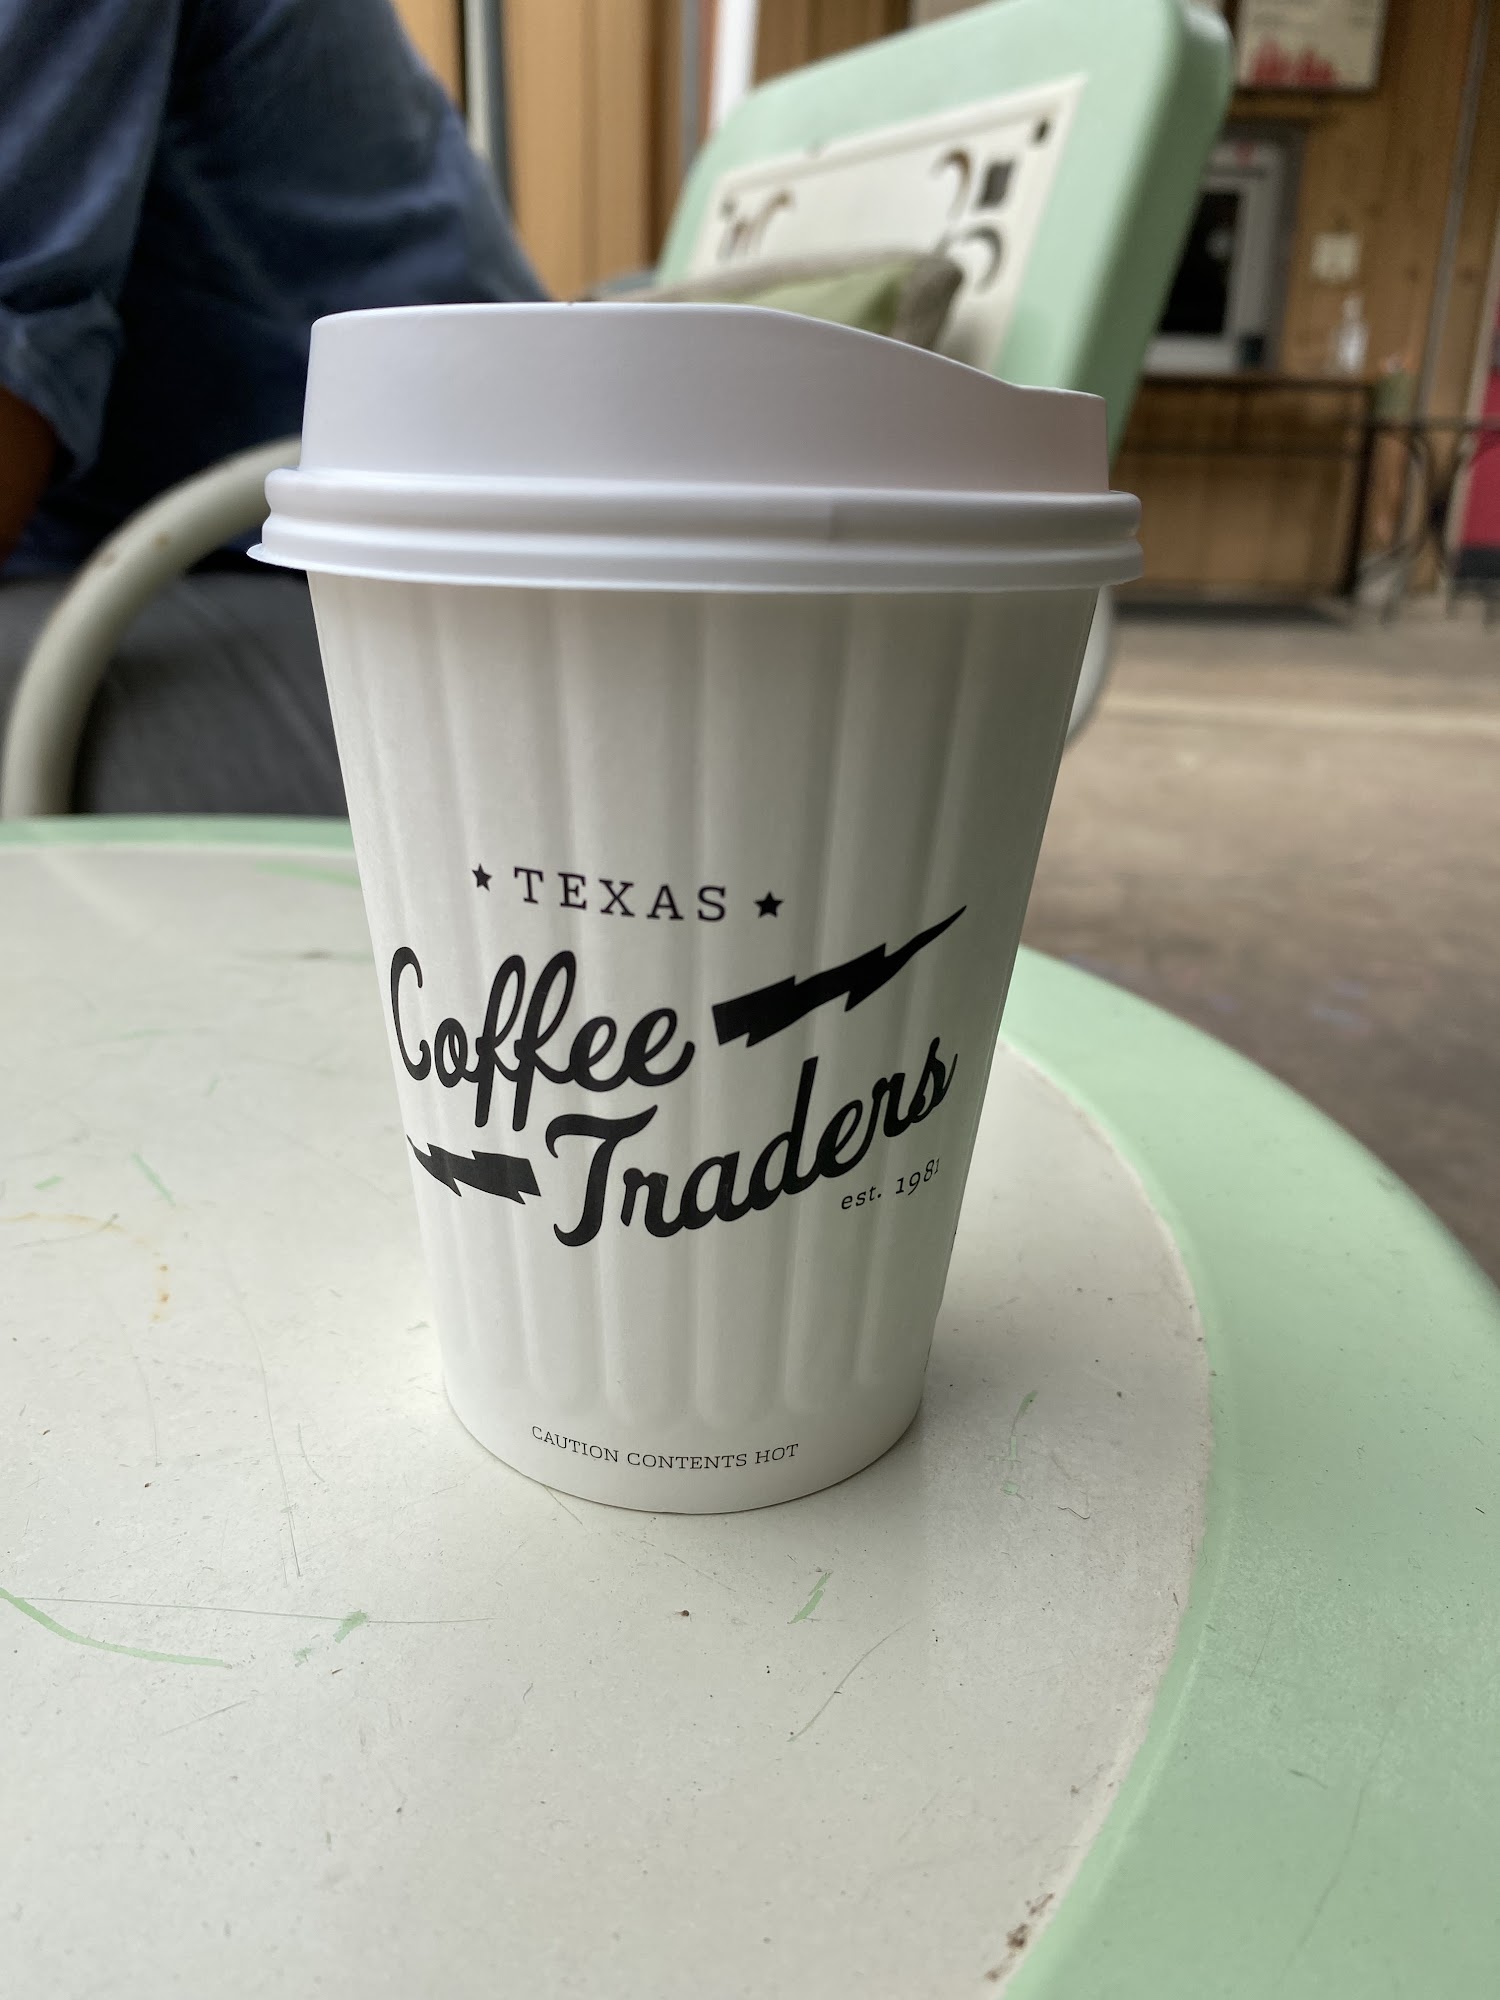 TEXAS
Coffee
Traders
est. 1981
CAUTION CONTENTS HOT